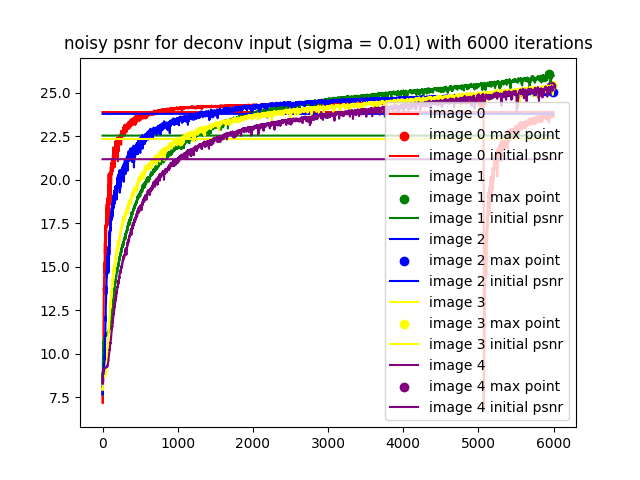 noisy psnr for deconv input (sigma = 0.01) with 6000 iterations
25.0
22.5
20.0
17.5
15.0
12.5
10.0
7.5
image 0
image 0 max point
image 0 initial psnr
image 1
image 1 max point
image 1 initial psnr
image 2
image 2 max point
image 2 initial psnr
image 3
image 3 max point
image 3 initial psnr
image 4
image 4 max point
image 4 initial psnr
0 1000 2000 3000 4000 5000 6000